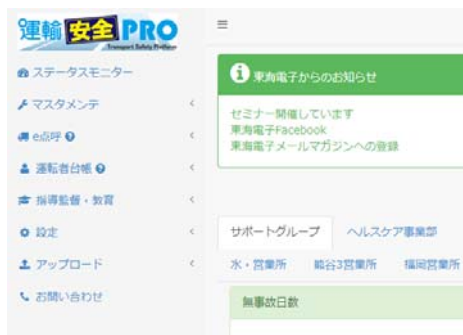 運輸安全PRO
Transport Safety Platform
ステータスモニター
マスタメンテ
e点呼
運転者台帳
指導監督・教育
設定
アップロード
お問い合わせ
東海電子からのお知らせ
セミナー開催しています
東海電子Facebook
東海電子メールマガジンへの登録
サポートグループ ヘルスケア事業部
水・営業所 熊谷3営業所 福岡営業所
無事故日数